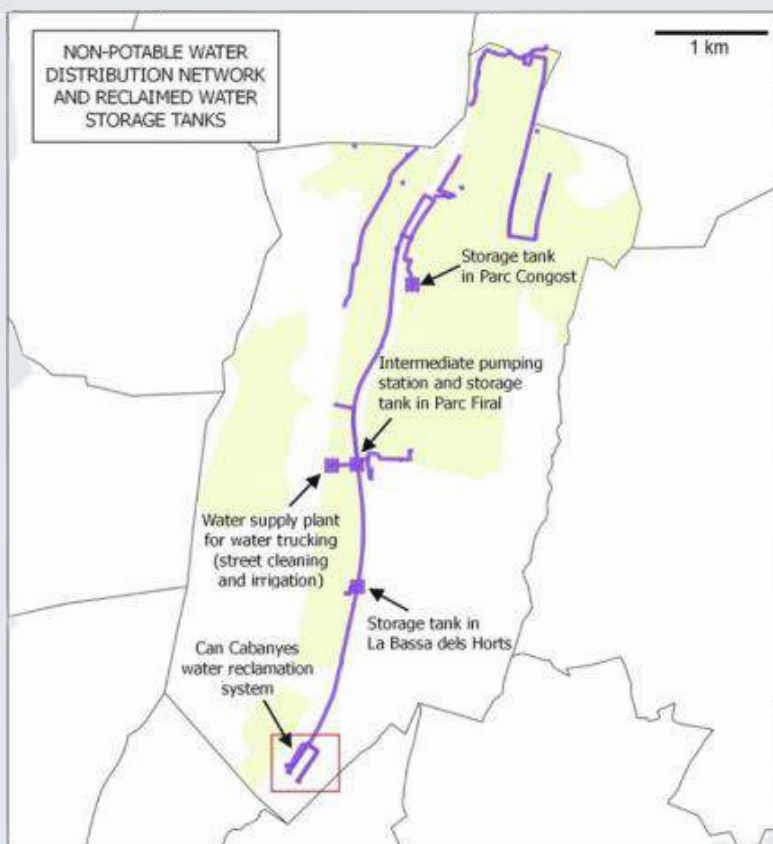 NON-POTABLE WATER
DISTRIBUTION NETWORK
AND RECLAIMED WATER
STORAGE TANKS
1 km
Storage tank
in Parc Congost
Intermediate pumping
station and storage
tank in Parc Firal
Water supply plant
for water trucking
(street cleaning
and irrigation)
Storage tank in
La Bassa dels Horts
Can Cabanyes
water reclamation
system